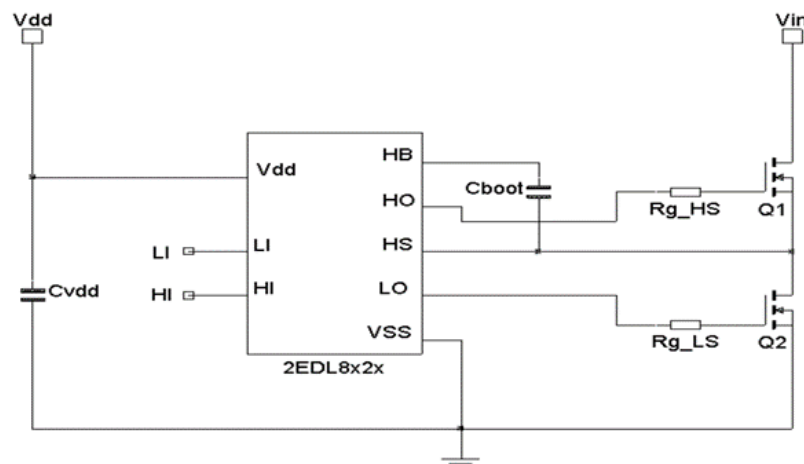 Vdd
Vin
Vdd
HB
Cboot
HO
Rg_HS
Q1
LI
LI
HS
Cvdd
HI
HI
LO
VSS
Rg_LS
Q2
2EDL8x2x